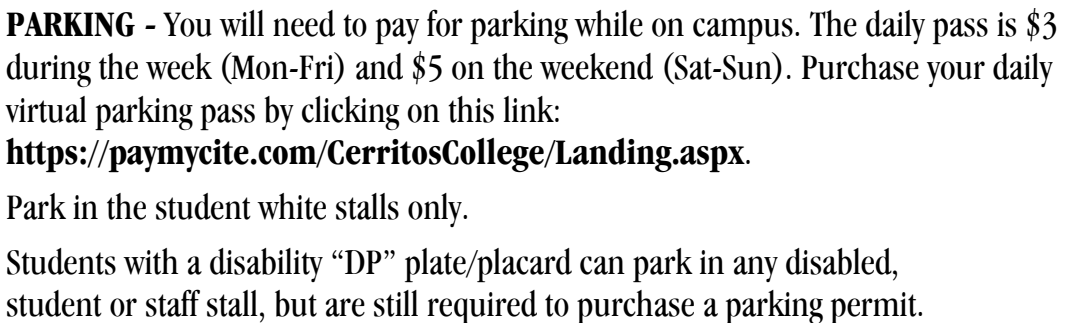 PARKING - You will need to pay for parking while on campus. The daily pass is $3
during the week (Mon-Fri) and $5 on the weekend (Sat-Sun). Purchase your daily
virtual parking pass by clicking on this link:
https://paymycite.com/CerritosCollege/Landing.aspx.
Park in the student white stalls only.
Students with a disability “DP” plate/placard can park in any disabled,
student or staff stall, but are still required to purchase a parking permit.